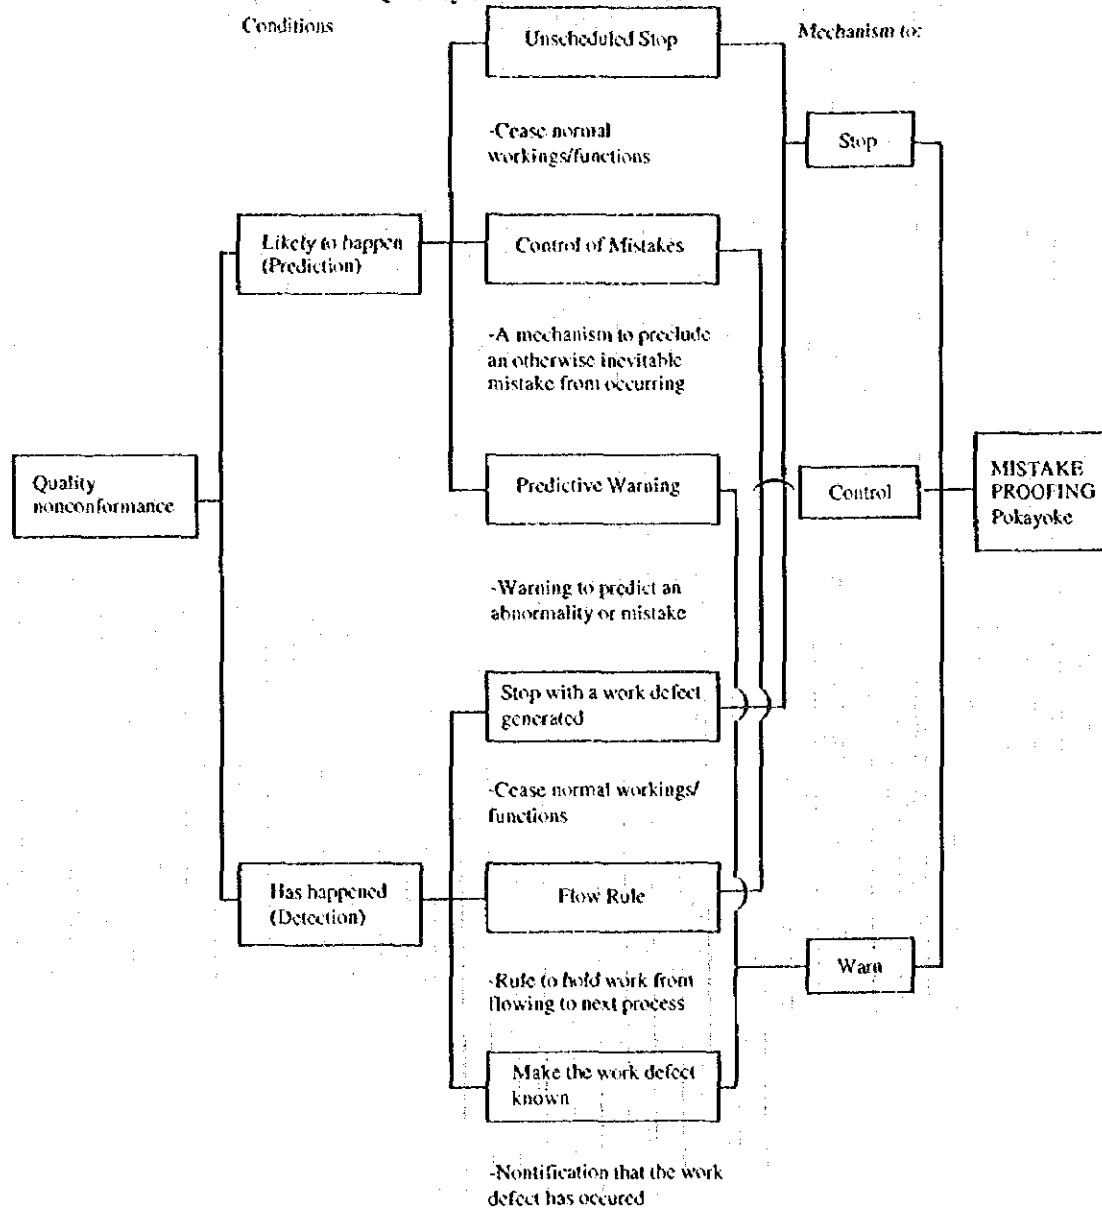 Conditions
Unscheduled Stop
Mechanism to:
-Cease normal
workings/functions
Stop
Likely to happen
(Prediction)
Control of Mistakes
-A mechanism to preclude
an otherwise inevitable
mistake from occurring
Quality
nonconformance
Predictive Warning
Control
MISTAKE
PROOFING
Pokayoke
-Warning to predict an
abnormality or mistake
Stop with a work defect
generated
-Cease normal workings/
functions
Has happened
(Detection)
Flow Rule
Warn
-Rule to hold work from
flowing to next process
Make the work defect
known
-Nontification that the work
defect has occured